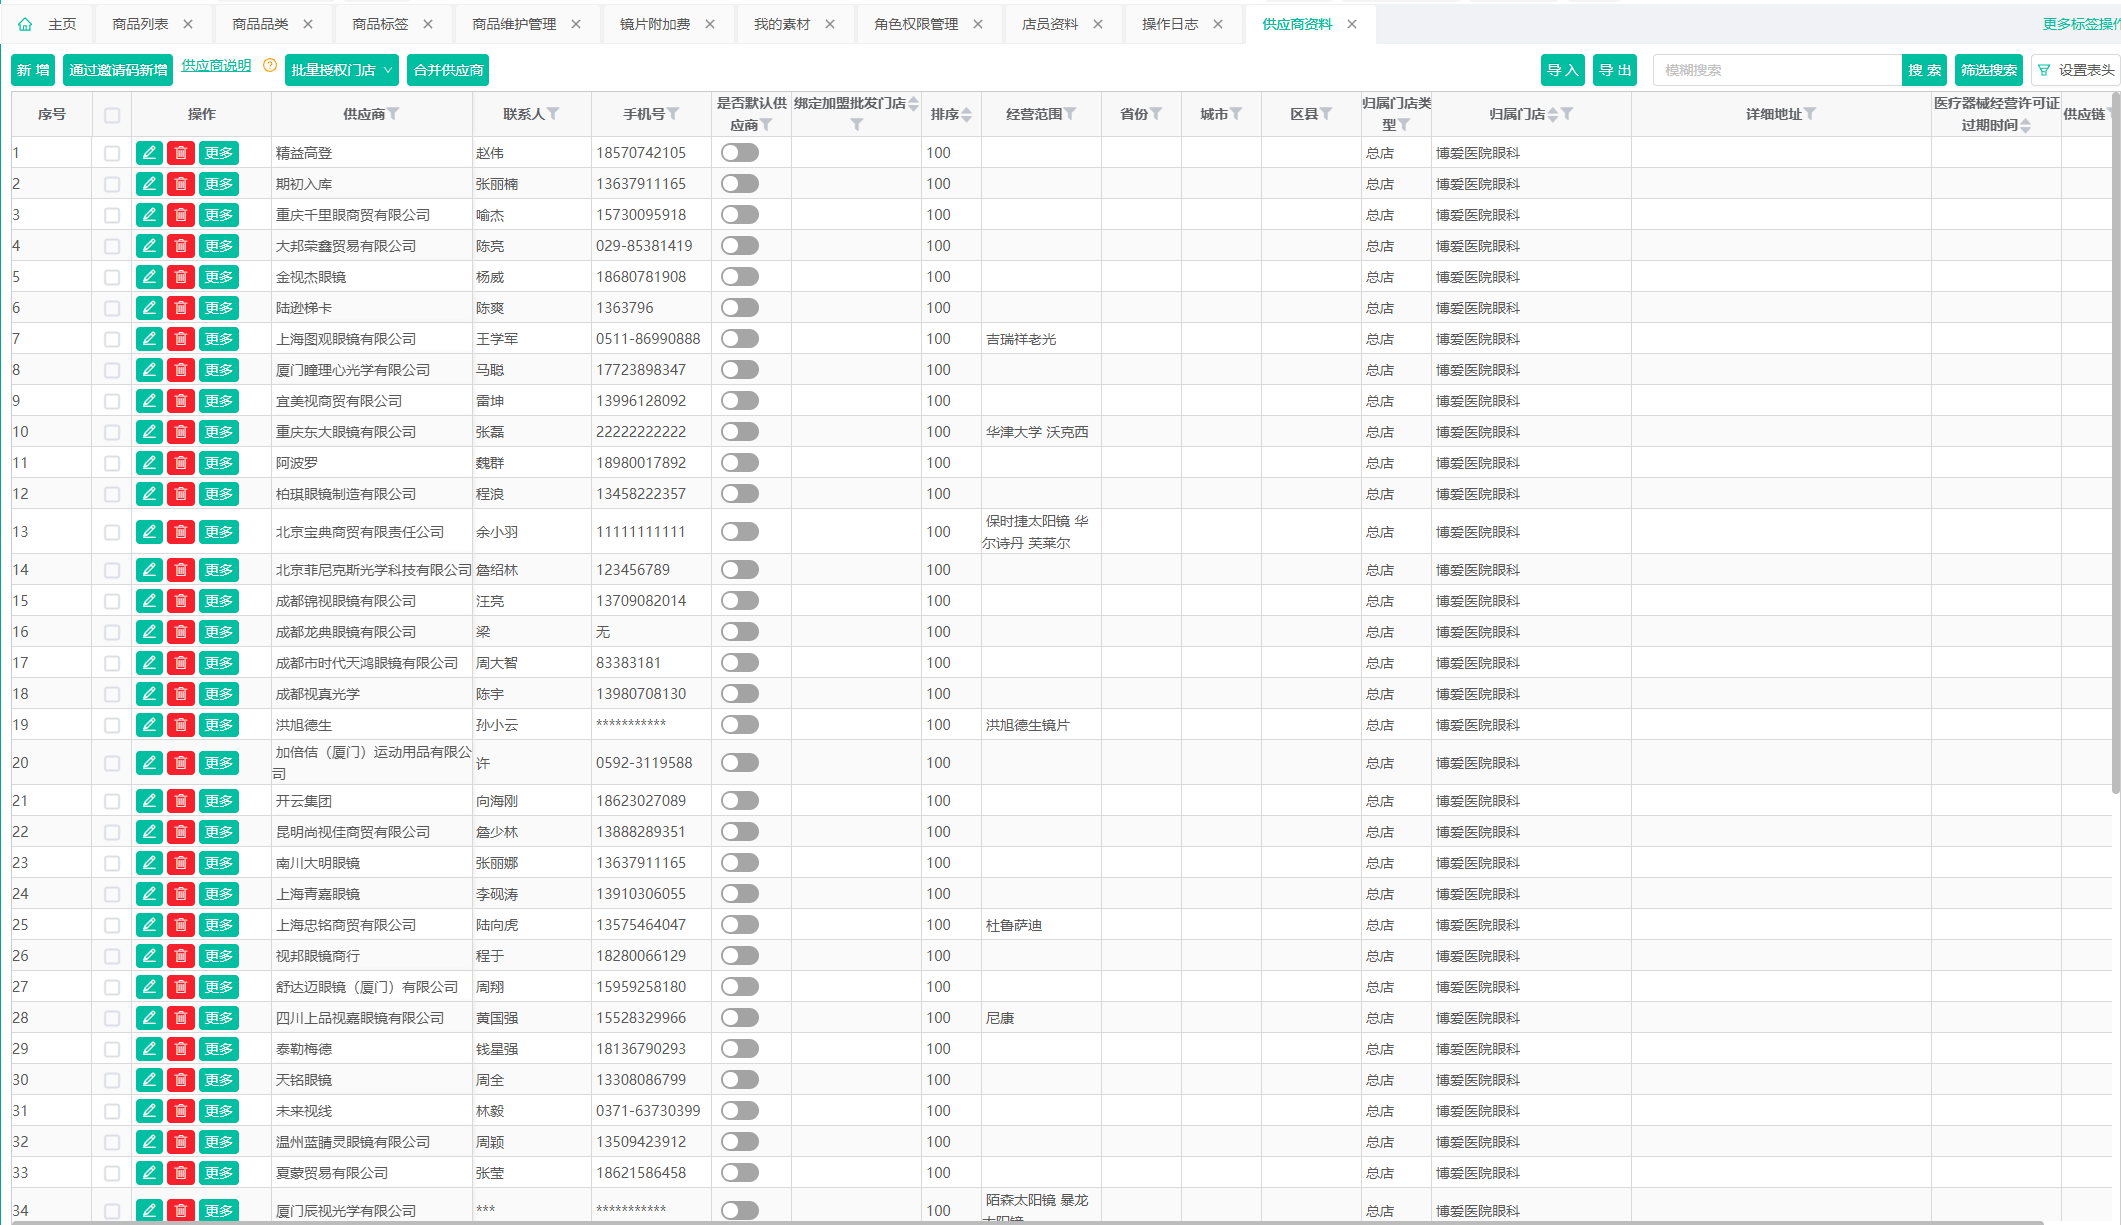 主页 商品列表 商品品类 商品标签 商品维护管理 镜片附加费 我的素材 角色权限管理 店员资料 操作日志 供应商资料 更多标签操作
新 增 通过邀请码新增 供应商说明 批量授权门店 合并供应商 导 入 导 出 模糊搜索 搜 索 筛选搜索 设置表头
序号 操作 供应商 联系人 手机号 是否默认供应商 绑定加盟批发门店 排序 经营范围 省份 城市 区县 归属门店类型 归属门店 详细地址 医疗器械经营许可证过期时间 供应链
1 更多 精益高登 赵伟 18570742105 100 总店 博爱医院眼科
2 更多 期初入库 张丽楠 13637911165 100 总店 博爱医院眼科
3 更多 重庆千里眼商贸有限公司 喻杰 15730095918 100 总店 博爱医院眼科
4 更多 大邦荣鑫贸易有限公司 陈亮 029-85381419 100 总店 博爱医院眼科
5 更多 金视杰眼镜 杨威 18680781908 100 总店 博爱医院眼科
6 更多 陆逊梯卡 陈爽 1363796 100 总店 博爱医院眼科
7 更多 上海图观眼镜有限公司 王学军 0511-86990888 100 吉瑞祥老光 总店 博爱医院眼科
8 更多 厦门瞳理心光学有限公司 马聪 17723898347 100 总店 博爱医院眼科
9 更多 宜美视商贸有限公司 雷坤 13996128092 100 总店 博爱医院眼科
10 更多 重庆东大眼镜有限公司 张磊 22222222222 100 华津大学 沃克西 总店 博爱医院眼科
11 更多 阿波罗 魏群 18980017892 100 总店 博爱医院眼科
12 更多 柏琪眼镜制造有限公司 程浪 13458222357 100 总店 博爱医院眼科
13 更多 北京宝典商贸有限责任公司 余小羽 11111111111 100 保时捷太阳镜 华尔诗丹 芙莱尔 总店 博爱医院眼科
14 更多 北京菲尼克斯光学科技有限公司 詹绍林 123456789 100 总店 博爱医院眼科
15 更多 成都锦视眼镜有限公司 汪亮 13709082014 100 总店 博爱医院眼科
16 更多 成都龙典眼镜有限公司 梁 无 100 总店 博爱医院眼科
17 更多 成都市时代天鸿眼镜有限公司 周大智 83383181 100 总店 博爱医院眼科
18 更多 成都视真光学 陈宇 13980708130 100 总店 博爱医院眼科
19 更多 洪旭德生 孙小云 *********** 100 洪旭德生镜片 总店 博爱医院眼科
20 更多 加倍佶（厦门）运动用品有限公司 许 0592-3119588 100 总店 博爱医院眼科
21 更多 开云集团 向海刚 18623027089 100 总店 博爱医院眼科
22 更多 昆明尚视佳商贸有限公司 詹少林 13888289351 100 总店 博爱医院眼科
23 更多 南川大明眼镜 张丽娜 13637911165 100 总店 博爱医院眼科
24 更多 上海青嘉眼镜 李砚涛 13910306055 100 总店 博爱医院眼科
25 更多 上海忠铭商贸有限公司 陆向虎 13575464047 100 杜鲁萨迪 总店 博爱医院眼科
26 更多 视邦眼镜商行 程于 18280066129 100 总店 博爱医院眼科
27 更多 舒达迈眼镜（厦门）有限公司 周翔 15959258180 100 总店 博爱医院眼科
28 更多 四川上品视嘉眼镜有限公司 黄国强 15528329966 100 尼康 总店 博爱医院眼科
29 更多 泰勒梅德 钱星强 18136790293 100 总店 博爱医院眼科
30 更多 天铭眼镜 周全 13308086799 100 总店 博爱医院眼科
31 更多 未来视线 林毅 0371-63730399 100 总店 博爱医院眼科
32 更多 温州蓝睛灵眼镜有限公司 周颖 13509423912 100 总店 博爱医院眼科
33 更多 夏蒙贸易有限公司 张莹 18621586458 100 总店 博爱医院眼科
34 更多 厦门辰视光学有限公司 *** *********** 100 陌森太阳镜 暴龙 总店 博爱医院眼科